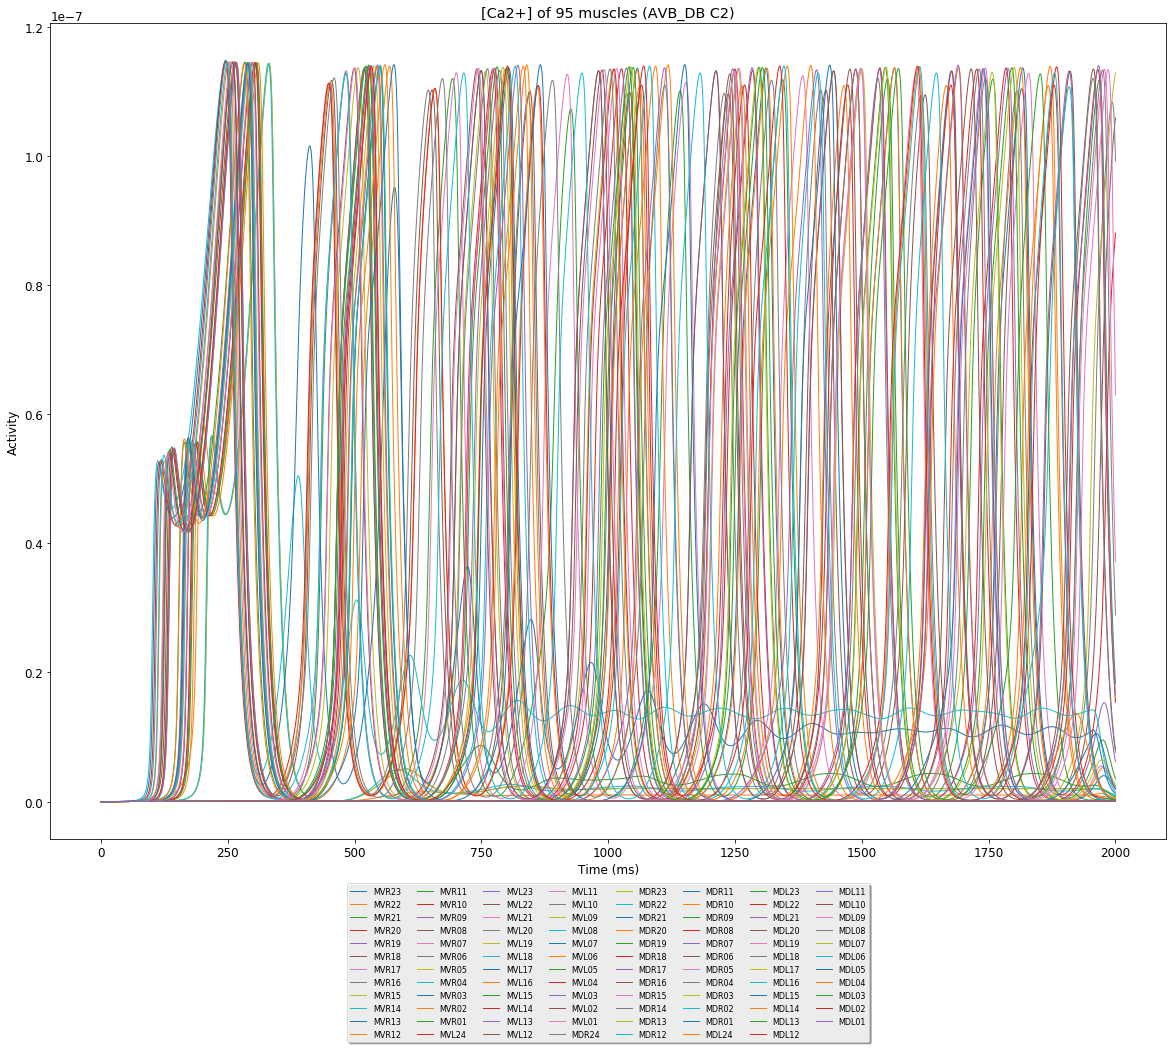 [Ca2+] of 95 muscles (AVB_DB C2)
1e−7
1.2
1.0
0.8
0.6
0.4
0.2
0.0
Activity
0 250 500 750 1000 1250 1500 1750 2000
Time (ms)
MVR23 MVR11 MVL23 MVL11 MDR23 MDR11 MDL23 MDL11
MVR22 MVR10 MVL22 MVL10 MDR22 MDR10 MDL22 MDL10
MVR21 MVR09 MVL21 MVL09 MDR21 MDR09 MDL21 MDL09
MVR20 MVR08 MVL20 MVL08 MDR20 MDR08 MDL20 MDL08
MVR19 MVR07 MVL19 MVL07 MDR19 MDR07 MDL19 MDL07
MVR18 MVR06 MVL18 MVL06 MDR18 MDR06 MDL18 MDL06
MVR17 MVR05 MVL17 MVL05 MDR17 MDR05 MDL17 MDL05
MVR16 MVR04 MVL16 MVL04 MDR16 MDR04 MDL16 MDL04
MVR15 MVR03 MVL15 MVL03 MDR15 MDR03 MDL15 MDL03
MVR14 MVR02 MVL14 MVL02 MDR14 MDR02 MDL14 MDL02
MVR13 MVR01 MVL13 MVL01 MDR13 MDR01 MDL13 MDL01
MVR12 MVL24 MVL12 MDR24 MDR12 MDL24 MDL12